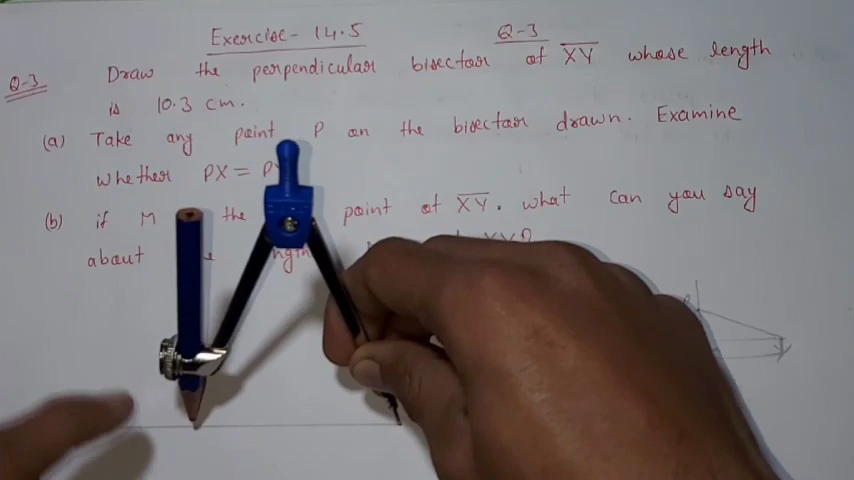 Exercise - 14.5 Q-3
Q-3 Draw the perpendicular bisector of XY whose length
is 10.3 cm.
(a) Take any point P on the bisector drawn. Examine
whether PX = P
(b) if M the point of XY. what can you say
about